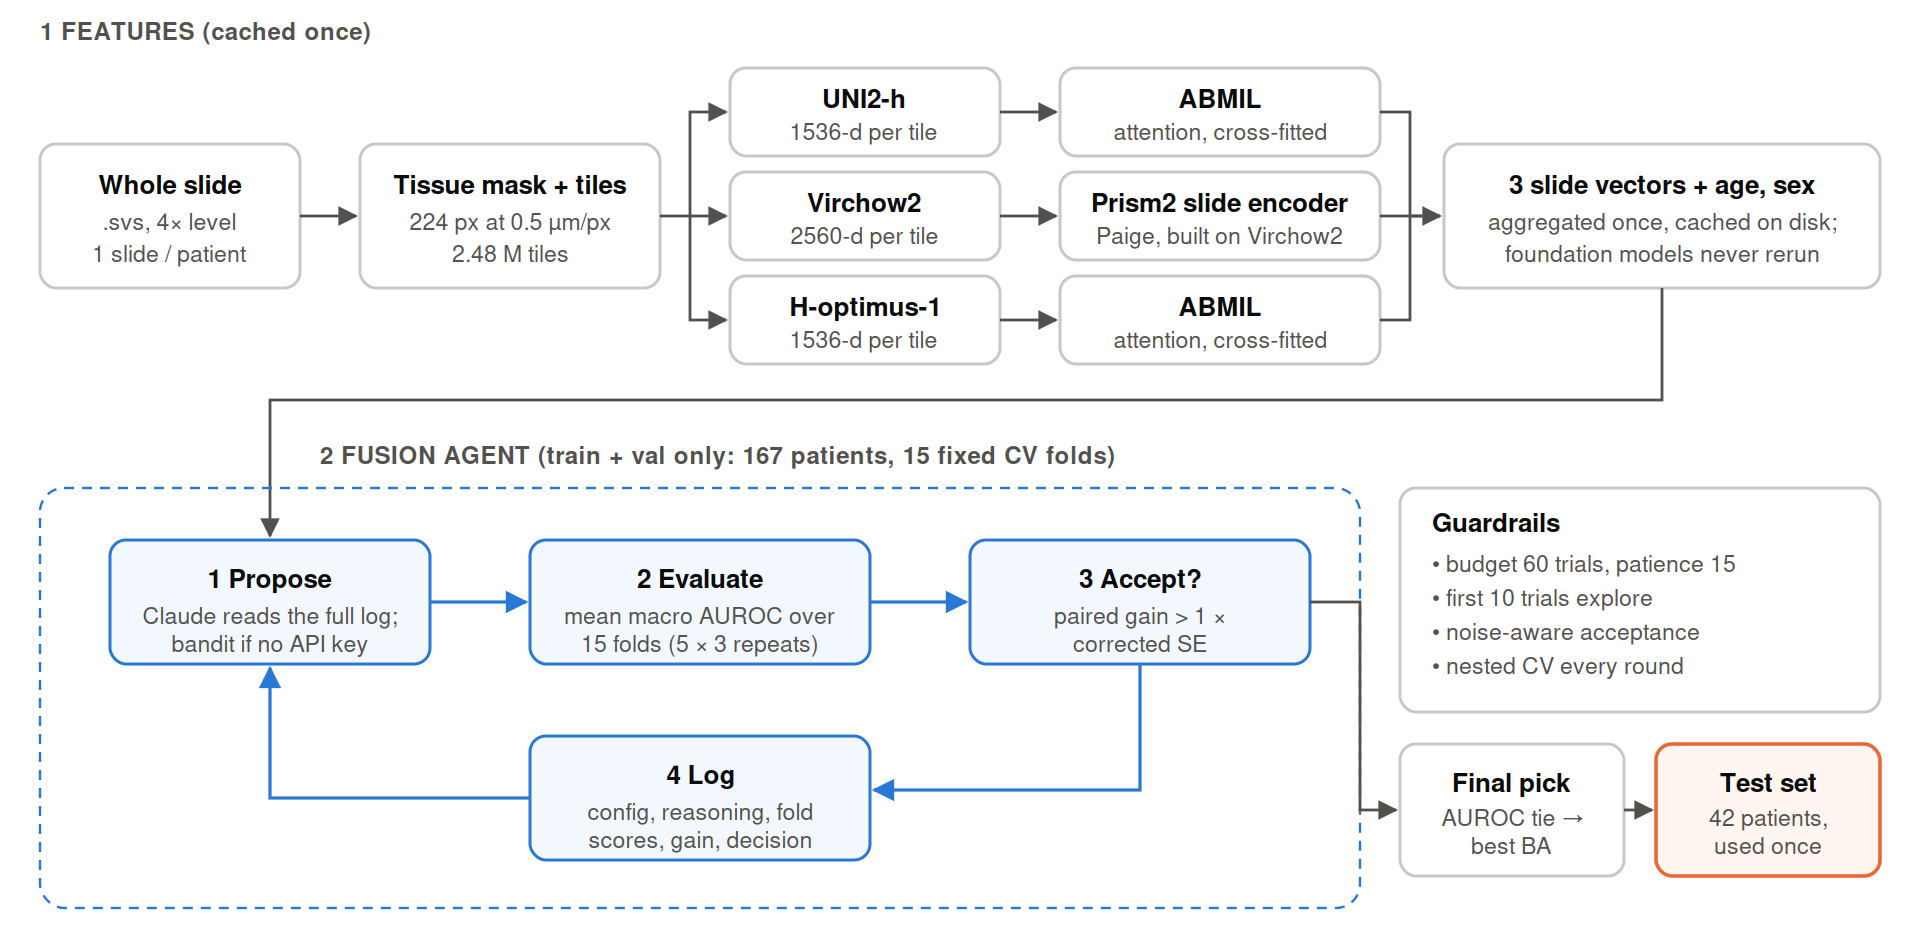 1 FEATURES (cached once)
Whole slide
.svs, 4× level
1 slide / patient
Tissue mask + tiles
224 px at 0.5 µm/px
2.48 M tiles
UNI2-h
1536-d per tile
ABMIL
attention, cross-fitted
Virchow2
2560-d per tile
Prism2 slide encoder
Paige, built on Virchow2
H-optimus-1
1536-d per tile
ABMIL
attention, cross-fitted
3 slide vectors + age, sex
aggregated once, cached on disk;
foundation models never rerun
2 FUSION AGENT (train + val only: 167 patients, 15 fixed CV folds)
1 Propose
Claude reads the full log;
bandit if no API key
2 Evaluate
mean macro AUROC over
15 folds (5 × 3 repeats)
3 Accept?
paired gain > 1 ×
corrected SE
4 Log
config, reasoning, fold
scores, gain, decision
Guardrails
• budget 60 trials, patience 15
• first 10 trials explore
• noise-aware acceptance
• nested CV every round
Final pick
AUROC tie →
best BA
Test set
42 patients,
used once